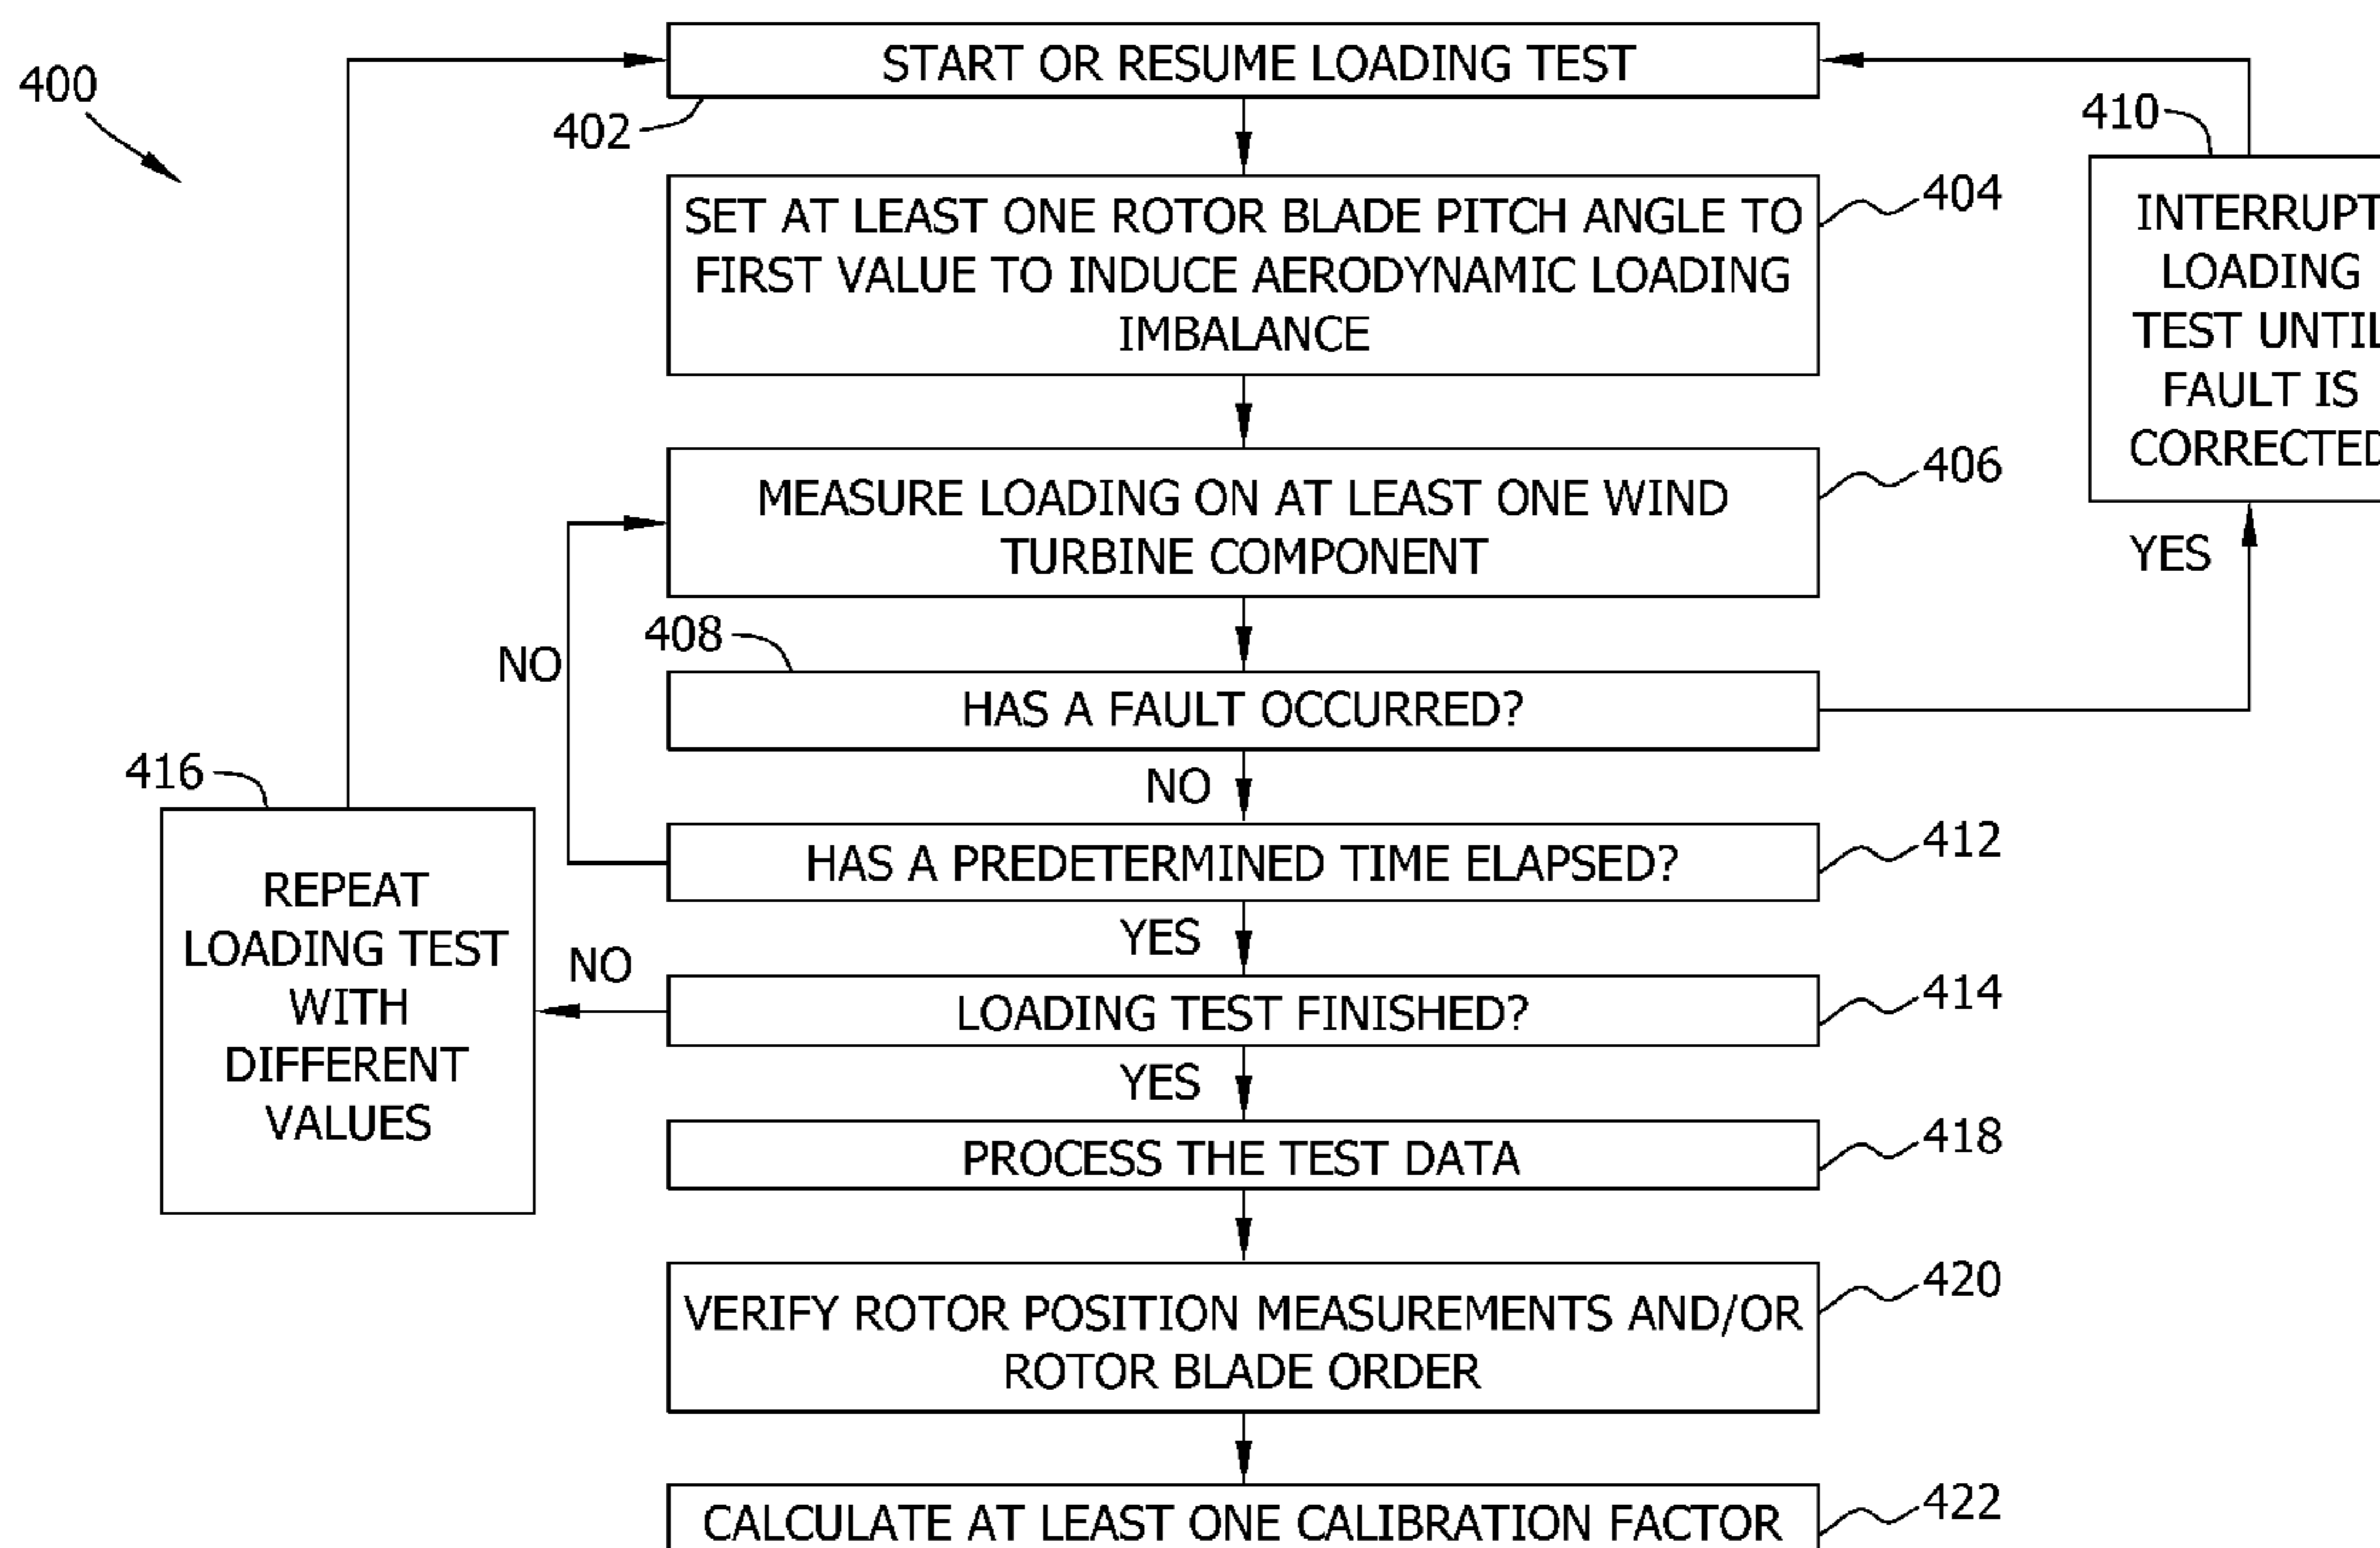 400
START OR RESUME LOADING TEST
402
410
SET AT LEAST ONE ROTOR BLADE PITCH ANGLE TO
FIRST VALUE TO INDUCE AERODYNAMIC LOADING
IMBALANCE
404
INTERRUPT
LOADING
TEST UNTIL
FAULT IS
CORRECTED
MEASURE LOADING ON AT LEAST ONE WIND
TURBINE COMPONENT
406
YES
NO
408
HAS A FAULT OCCURRED?
NO
416
HAS A PREDETERMINED TIME ELAPSED?
412
REPEAT
LOADING TEST
WITH
DIFFERENT
VALUES
YES
NO
LOADING TEST FINISHED?
414
YES
PROCESS THE TEST DATA
418
VERIFY ROTOR POSITION MEASUREMENTS AND/OR
ROTOR BLADE ORDER
420
CALCULATE AT LEAST ONE CALIBRATION FACTOR
422